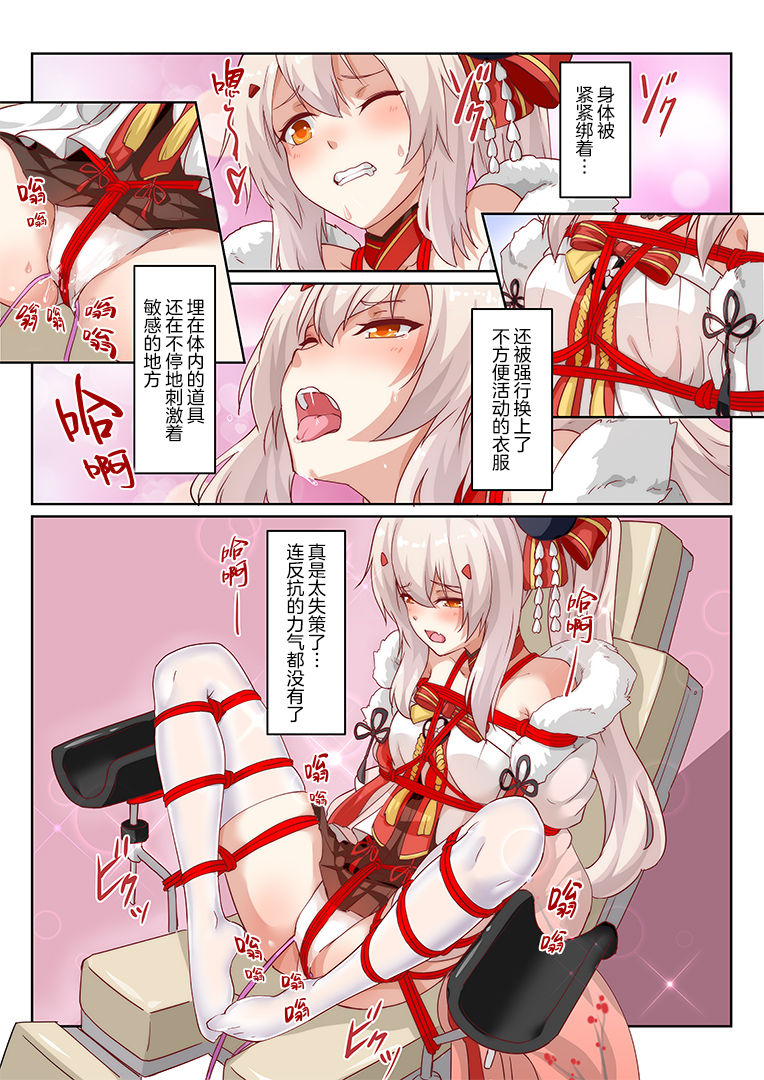 身体被
紧紧绑着…
ゾクッ
ゾクッ
嗯～～♡
还被强行换上了
不方便活动的衣服
埋在体内的道具
还在不停地刺激着
敏感的地方
嗡
嗡
嗡
嗡
嗡
嗡
哈
啊
真是太失策了…
连反抗的力气都没有了
哈
啊
哈
啊
嗡
嗡
ビクッ
ビクッ
嗡
嗡
嗡
嗡
嗡
嗡
嗡